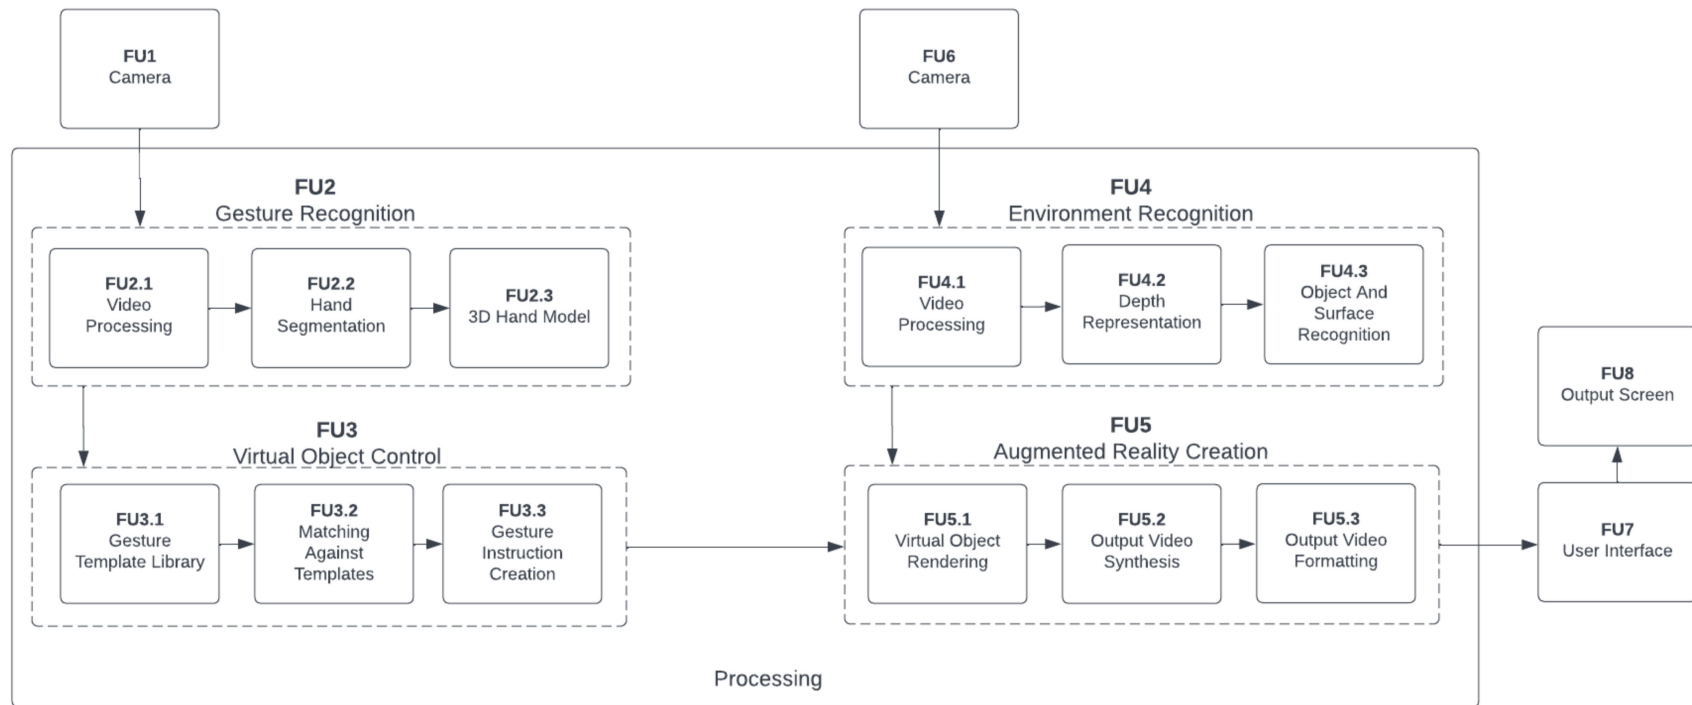 FU1
Camera
FU6
Camera
FU2
Gesture Recognition
FU4
Environment Recognition
FU2.1
Video
Processing
FU2.2
Hand
Segmentation
FU2.3
3D Hand Model
FU4.1
Video
Processing
FU4.2
Depth
Representation
FU4.3
Object And
Surface
Recognition
FU8
Output Screen
FU3
Virtual Object Control
FU5
Augmented Reality Creation
FU3.1
Gesture
Template Library
FU3.2
Matching
Against
Templates
FU3.3
Gesture
Instruction
Creation
FU5.1
Virtual Object
Rendering
FU5.2
Output Video
Synthesis
FU5.3
Output Video
Formatting
FU7
User Interface
Processing